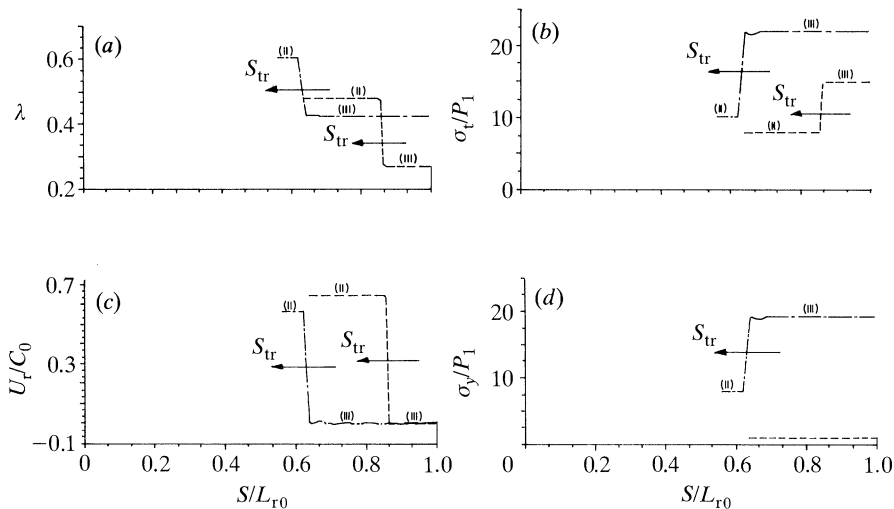 (a)
λ
0.6
0.4
0.2
(II)
S_tr
(II)
(III)
S_tr
(III)
(b)
σ_t/P_1
20
10
0
(III)
S_tr
(III)
S_tr
(c)
U_r/C_0
0.7
0.3
−0.1
(II)
(II)
S_tr
S_tr
(III)
(III)
0
0.2
0.4
0.6
0.8
1.0
S/L_r0
(d)
σ_y/P_1
20
10
0
(III)
S_tr
(II)
0.2
0.4
0.6
0.8
1.0
S/L_r0